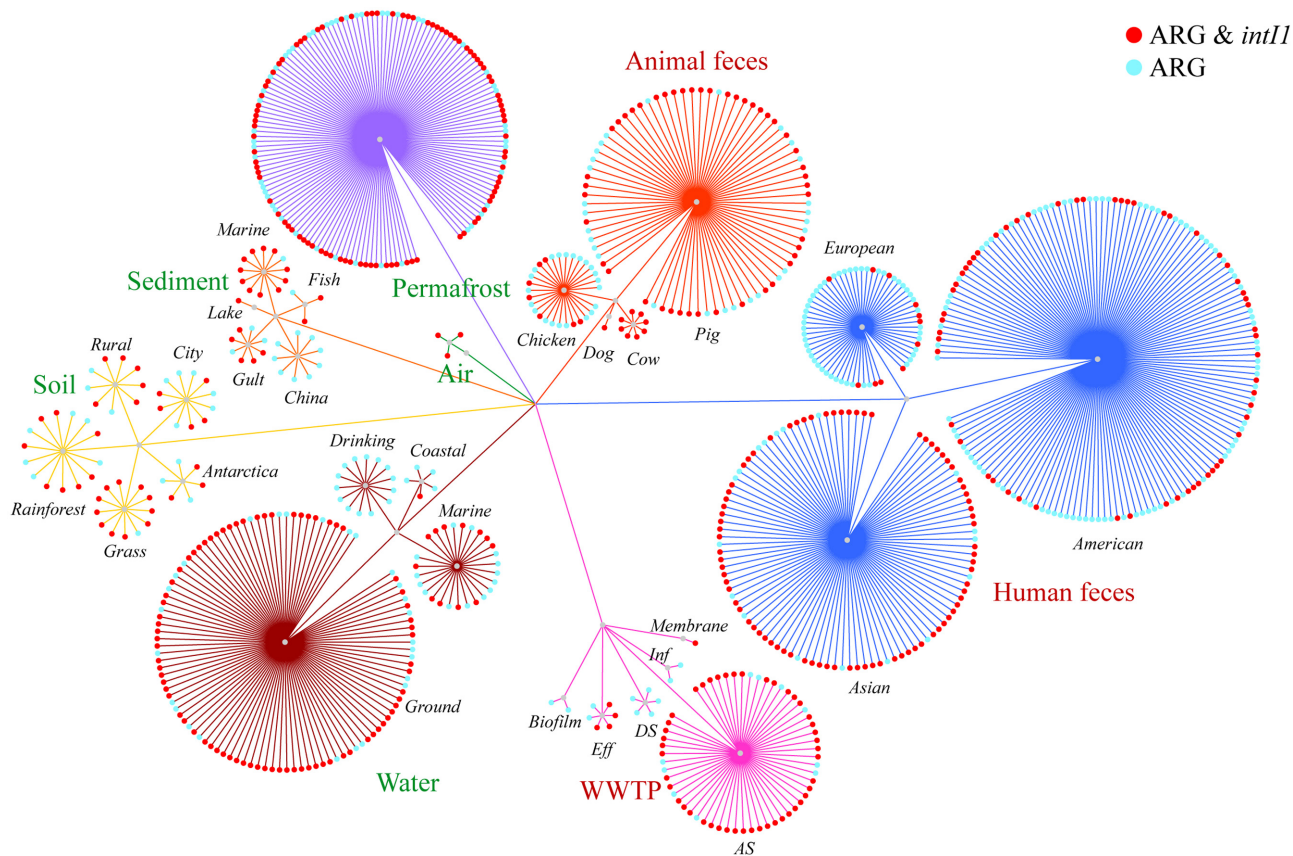 ARG & intI1
ARG
Animal feces
Marine
Sediment
Fish
Permafrost
European
Lake
Chicken
Dog
Cow
Pig
Rural
City
Gult
China
Air
Soil
American
Drinking
Coastal
Antarctica
Rainforest
Grass
Marine
Human feces
Membrane
Inf
Asian
Ground
Biofilm
Eff
DS
Water
WWTP
AS